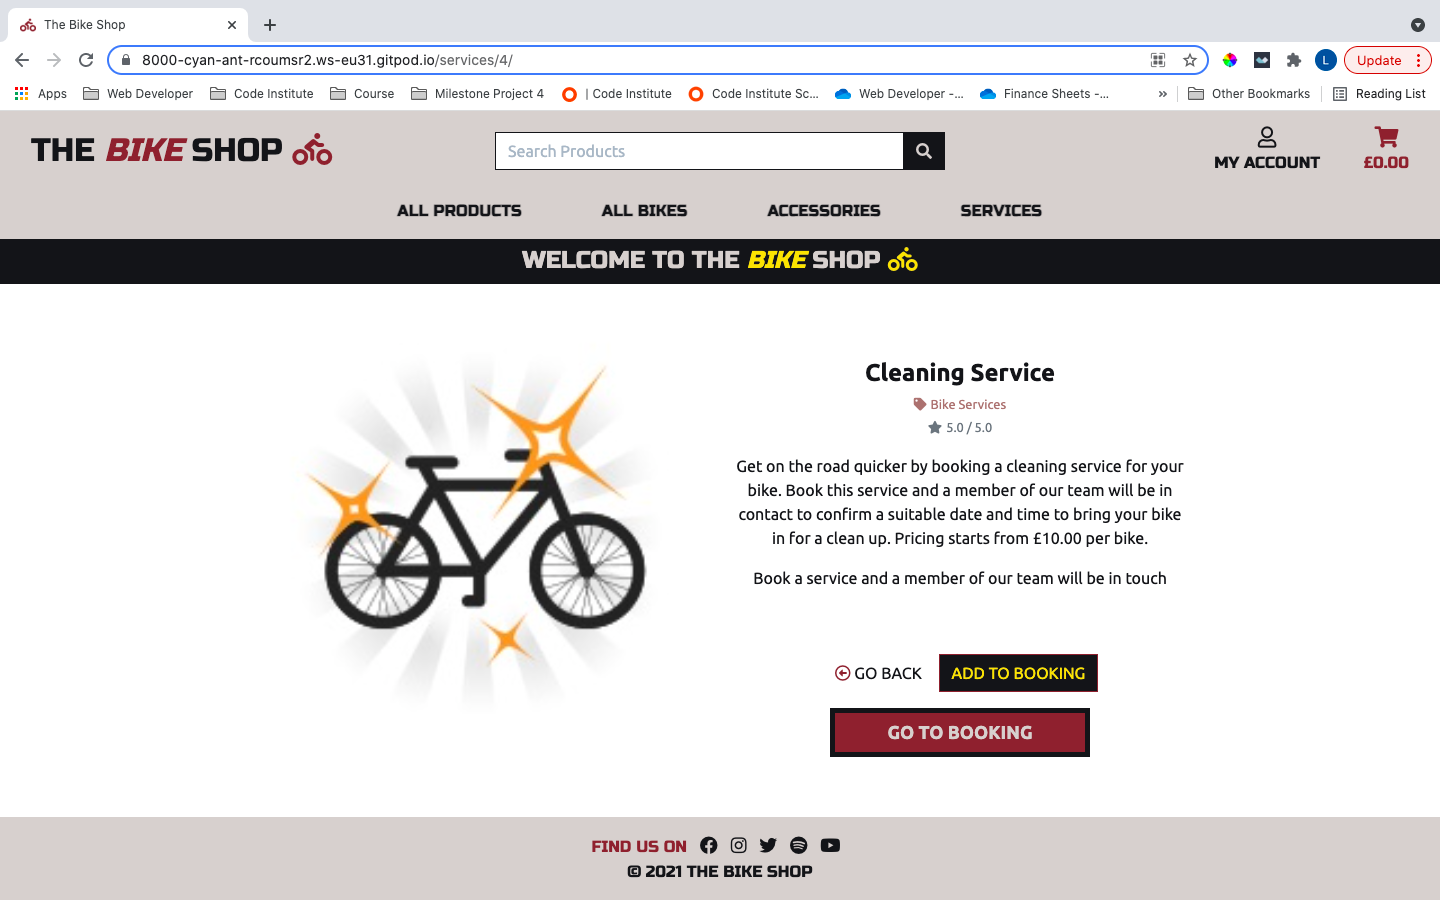 The Bike Shop
8000-cyan-ant-rcoumsr2.ws-eu31.gitpod.io/services/4/
L
Update
Apps
Web Developer
Code Institute
Course
Milestone Project 4
| Code Institute
Code Institute Sc...
Web Developer -...
Finance Sheets -...
»
Other Bookmarks
Reading List
THE BIKE SHOP
Search Products
MY ACCOUNT
£0.00
ALL PRODUCTS
ALL BIKES
ACCESSORIES
SERVICES
WELCOME TO THE BIKE SHOP
Cleaning Service
Bike Services
5.0 / 5.0
Get on the road quicker by booking a cleaning service for your
bike. Book this service and a member of our team will be in
contact to confirm a suitable date and time to bring your bike
in for a clean up. Pricing starts from £10.00 per bike.
Book a service and a member of our team will be in touch
GO BACK
ADD TO BOOKING
GO TO BOOKING
FIND US ON
© 2021 THE BIKE SHOP